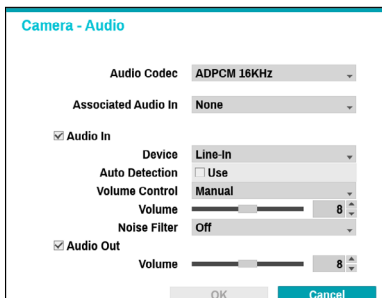 Camera - Audio
Audio Codec ADPCM 16KHz
Associated Audio In None
Audio In
Device Line-In
Auto Detection Use
Volume Control Manual
Volume 8
Noise Filter Off
Audio Out
Volume 8
OK Cancel